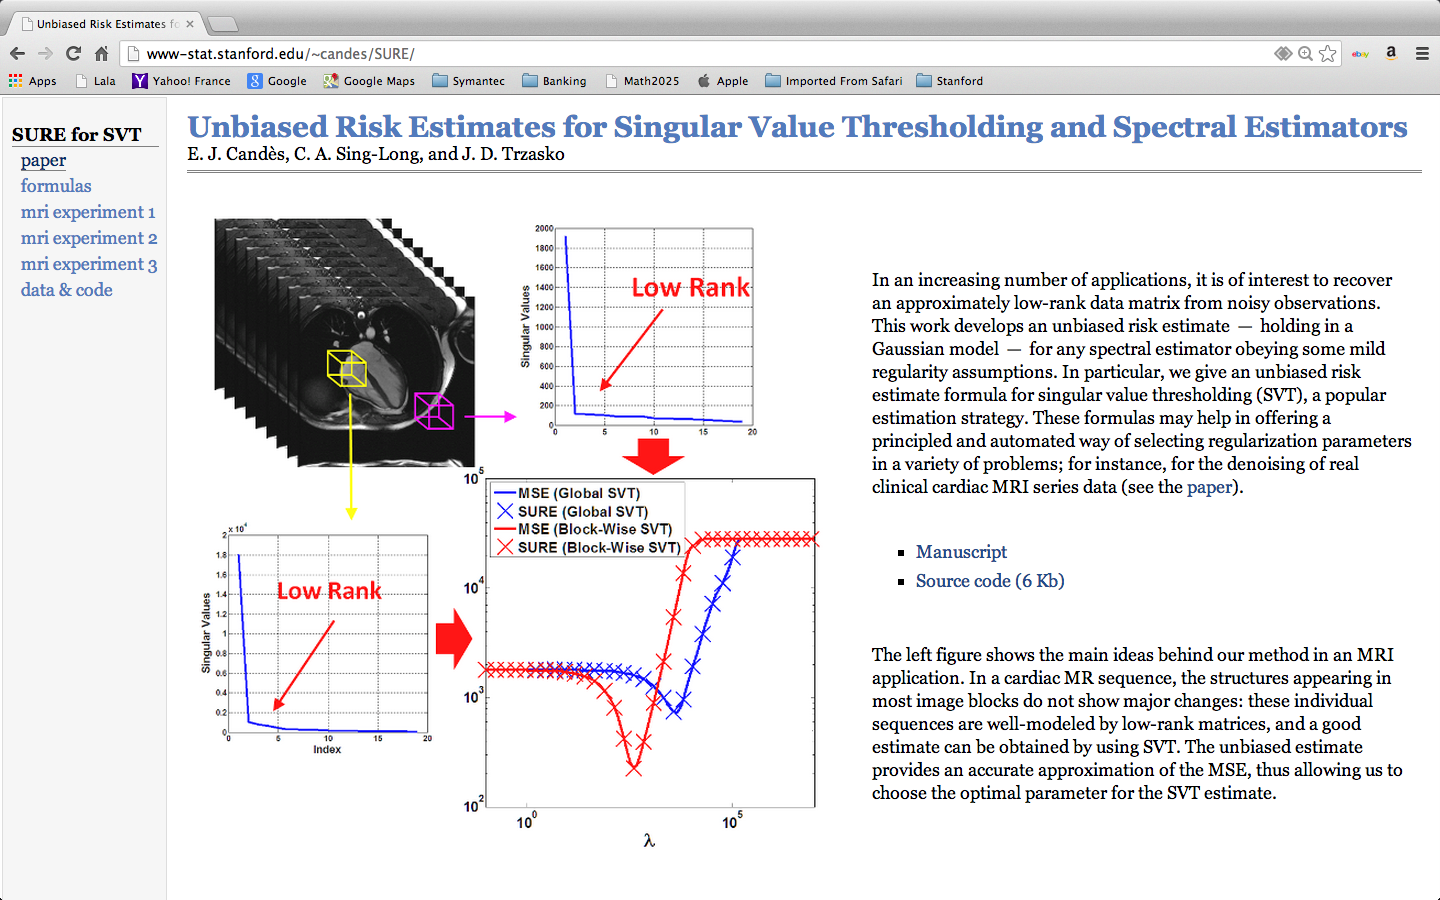 Unbiased Risk Estimates fo
www-stat.stanford.edu/~candes/SURE/
ebay
a
Apps
Lala
Yahoo! France
Google
Google Maps
Symantec
Banking
Math2025
Apple
Imported From Safari
Stanford
SURE for SVT
paper
formulas
mri experiment 1
mri experiment 2
mri experiment 3
data & code
Unbiased Risk Estimates for Singular Value Thresholding and Spectral Estimators
E. J. Candès, C. A. Sing-Long, and J. D. Trzasko
2000
1800
1600
1400
1200
1000
800
600
400
200
0
0 5 10 15 20
Singular Values
Low Rank
2 x 10^4
1.8
1.6
1.4
1.2
1
0.8
0.6
0.4
0.2
0
0 5 10 15 20
Singular Values
Index
Low Rank
10^5
10^4
10^3
10^2
10^0 10^5
λ
MSE (Global SVT)
SURE (Global SVT)
MSE (Block-Wise SVT)
SURE (Block-Wise SVT)
In an increasing number of applications, it is of interest to recover
an approximately low-rank data matrix from noisy observations.
This work develops an unbiased risk estimate — holding in a
Gaussian model — for any spectral estimator obeying some mild
regularity assumptions. In particular, we give an unbiased risk
estimate formula for singular value thresholding (SVT), a popular
estimation strategy. These formulas may help in offering a
principled and automated way of selecting regularization parameters
in a variety of problems; for instance, for the denoising of real
clinical cardiac MRI series data (see the paper).
Manuscript
Source code (6 Kb)
The left figure shows the main ideas behind our method in an MRI
application. In a cardiac MR sequence, the structures appearing in
most image blocks do not show major changes: these individual
sequences are well-modeled by low-rank matrices, and a good
estimate can be obtained by using SVT. The unbiased estimate
provides an accurate approximation of the MSE, thus allowing us to
choose the optimal parameter for the SVT estimate.